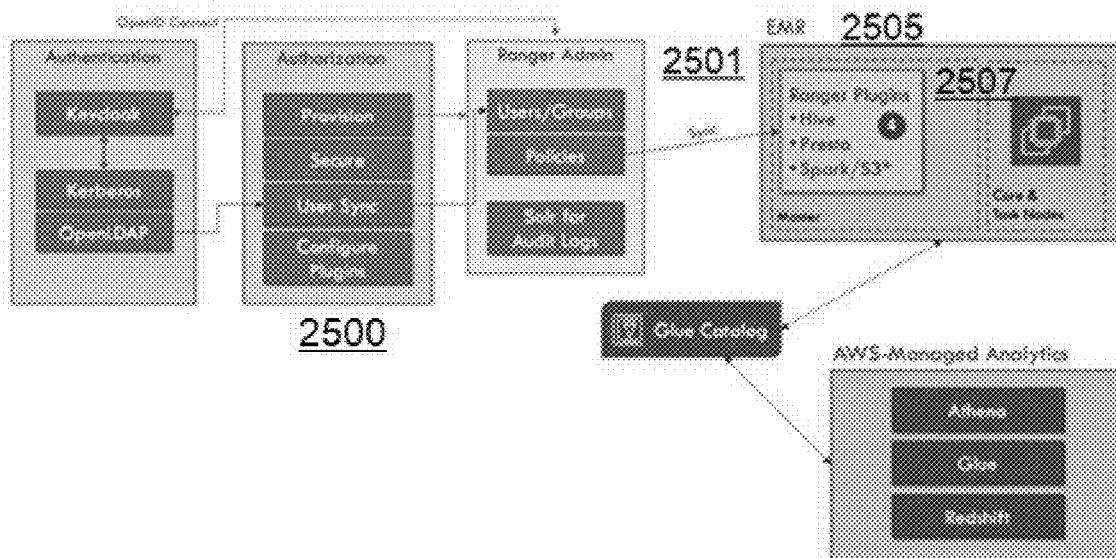 OpenID Connect
Authentication
Keycloak
Kerberos
OpenLDAP
Authorization
Provision
Secure
User Sync
Configure
Plugins
2500
Ranger Admin
Users/Groups
Policies
Solr for
Audit Logs
2501
Sync
EMR
2505
2507
Ranger Plugins
•Hive
•Presto
•Spark/S3*
4
Master
Core &
Task Nodes
Glue Catalog
AWS-Managed Analytics
Athena
Glue
Redshift